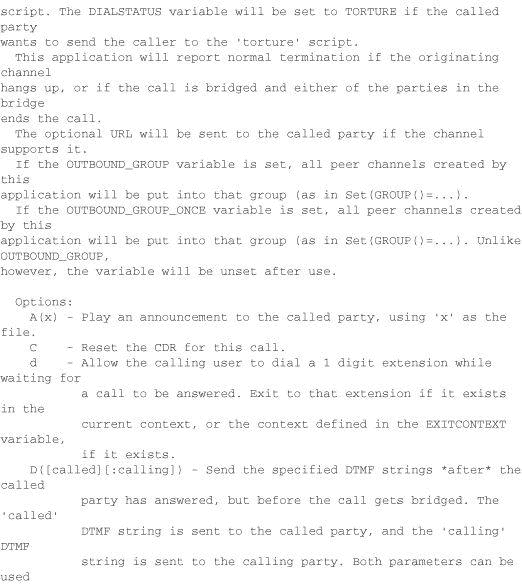 script. The DIALSTATUS variable will be set to TORTURE if the called
party
wants to send the caller to the 'torture' script.
This application will report normal termination if the originating
channel
hangs up, or if the call is bridged and either of the parties in the
bridge
ends the call.
The optional URL will be sent to the called party if the channel
supports it.
If the OUTBOUND_GROUP variable is set, all peer channels created by
this
application will be put into that group (as in Set(GROUP()=...).
If the OUTBOUND_GROUP_ONCE variable is set, all peer channels created
by this
application will be put into that group (as in Set(GROUP()=...). Unlike
OUTBOUND_GROUP,
however, the variable will be unset after use.
Options:
A(x) - Play an announcement to the called party, using 'x' as the
file.
C - Reset the CDR for this call.
d - Allow the calling user to dial a 1 digit extension while
waiting for
a call to be answered. Exit to that extension if it exists
in the
current context, or the context defined in the EXITCONTEXT
variable,
if it exists.
D([called][:calling]) - Send the specified DTMF strings *after* the
called
party has answered, but before the call gets bridged. The
'called'
DTMF string is sent to the called party, and the 'calling'
DTMF
string is sent to the calling party. Both parameters can be
used